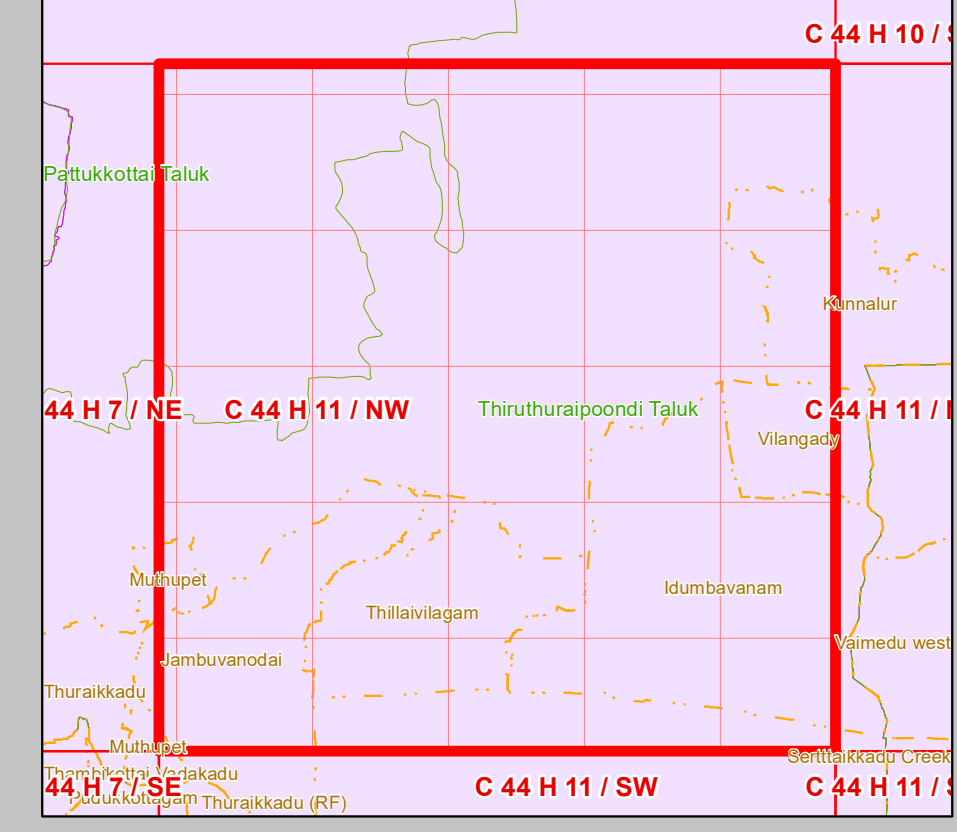 C 44 H 10 / S
Pattukkottai Taluk
Kunnalur
44 H 7 / NE
C 44 H 11 / NW
Thiruthuraipoondi Taluk
C 44 H 11 / N
Vilangady
Muthupet
Idumbavanam
Thillaivilagam
Vaimedu west
Jambuvanodai
Thuraikkadu
Muthupet
Sertttaikkadu Creek
Thambikottai Vadakadu
44 H 7 / SE
C 44 H 11 / SW
C 44 H 11 / S
Pudukkottagam
Thuraikkadu (RF)